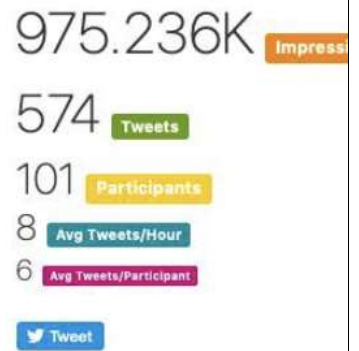 975.236K Impressi
574 Tweets
101 Participants
8 Avg Tweets/Hour
6 Avg Tweets/Participant
Tweet